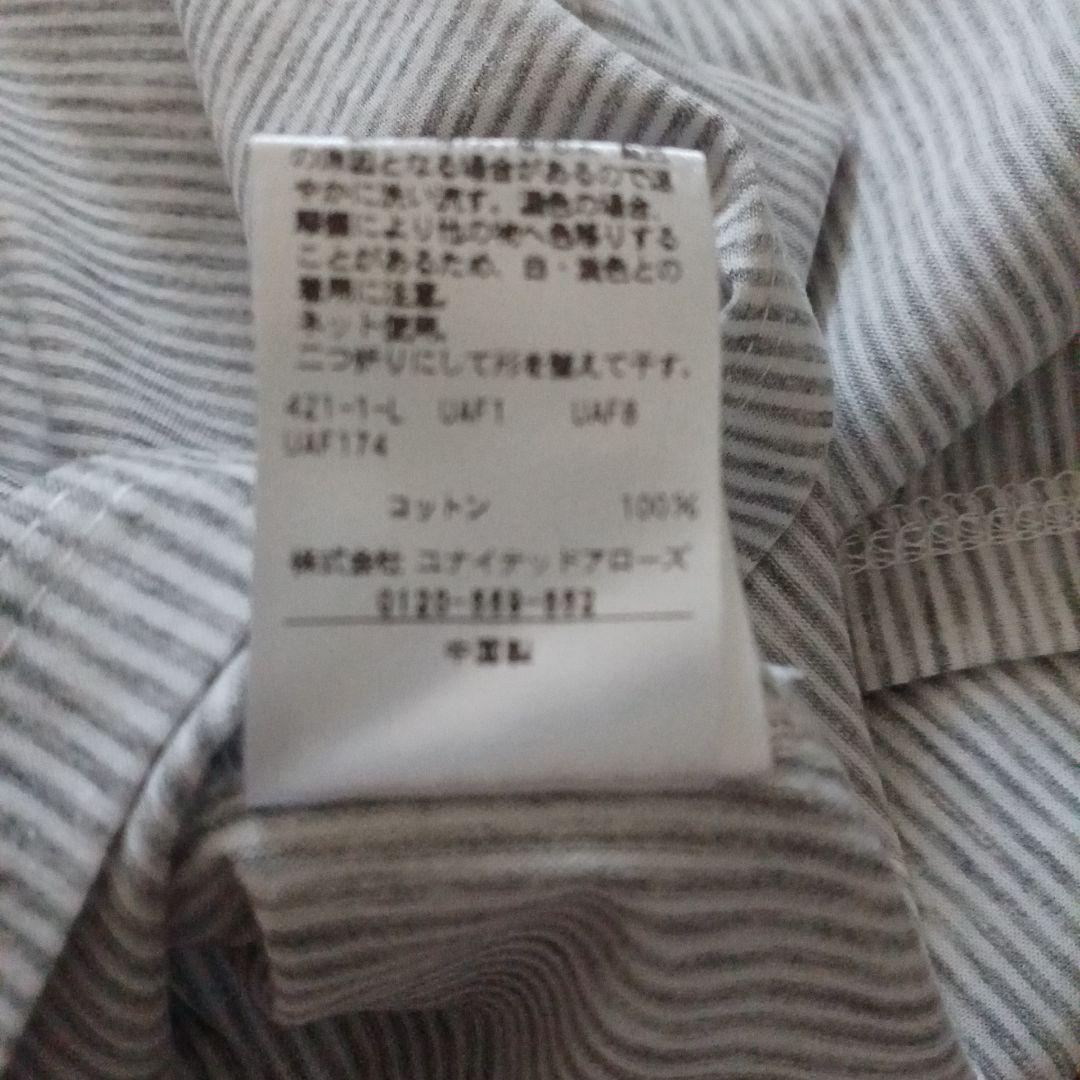 の原因となる場合があるので速
やかに洗い流す。濃色の場合、
摩擦により他の物へ色移りする
ことがあるため、白・淡色との
着用に注意。
ネット使用。
二つ折りにして形を整えて干す。
421-1-L UAF1 UAF8
UAF174
コットン 100%
株式会社 ユナイテッドアローズ
0120-559-652
中国製